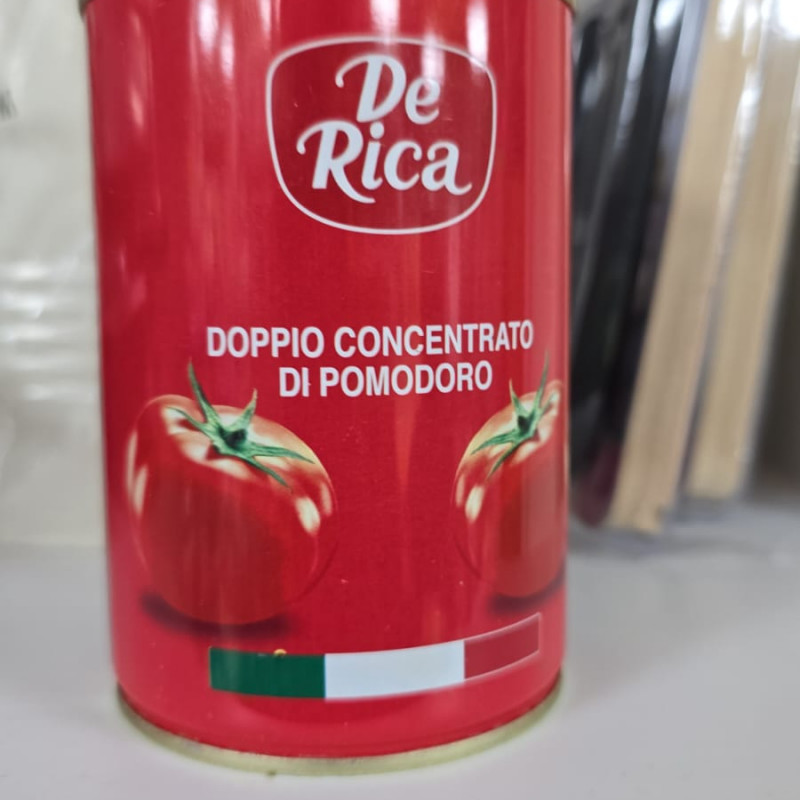 De
Rica
DOPPIO CONCENTRATO
DI POMODORO